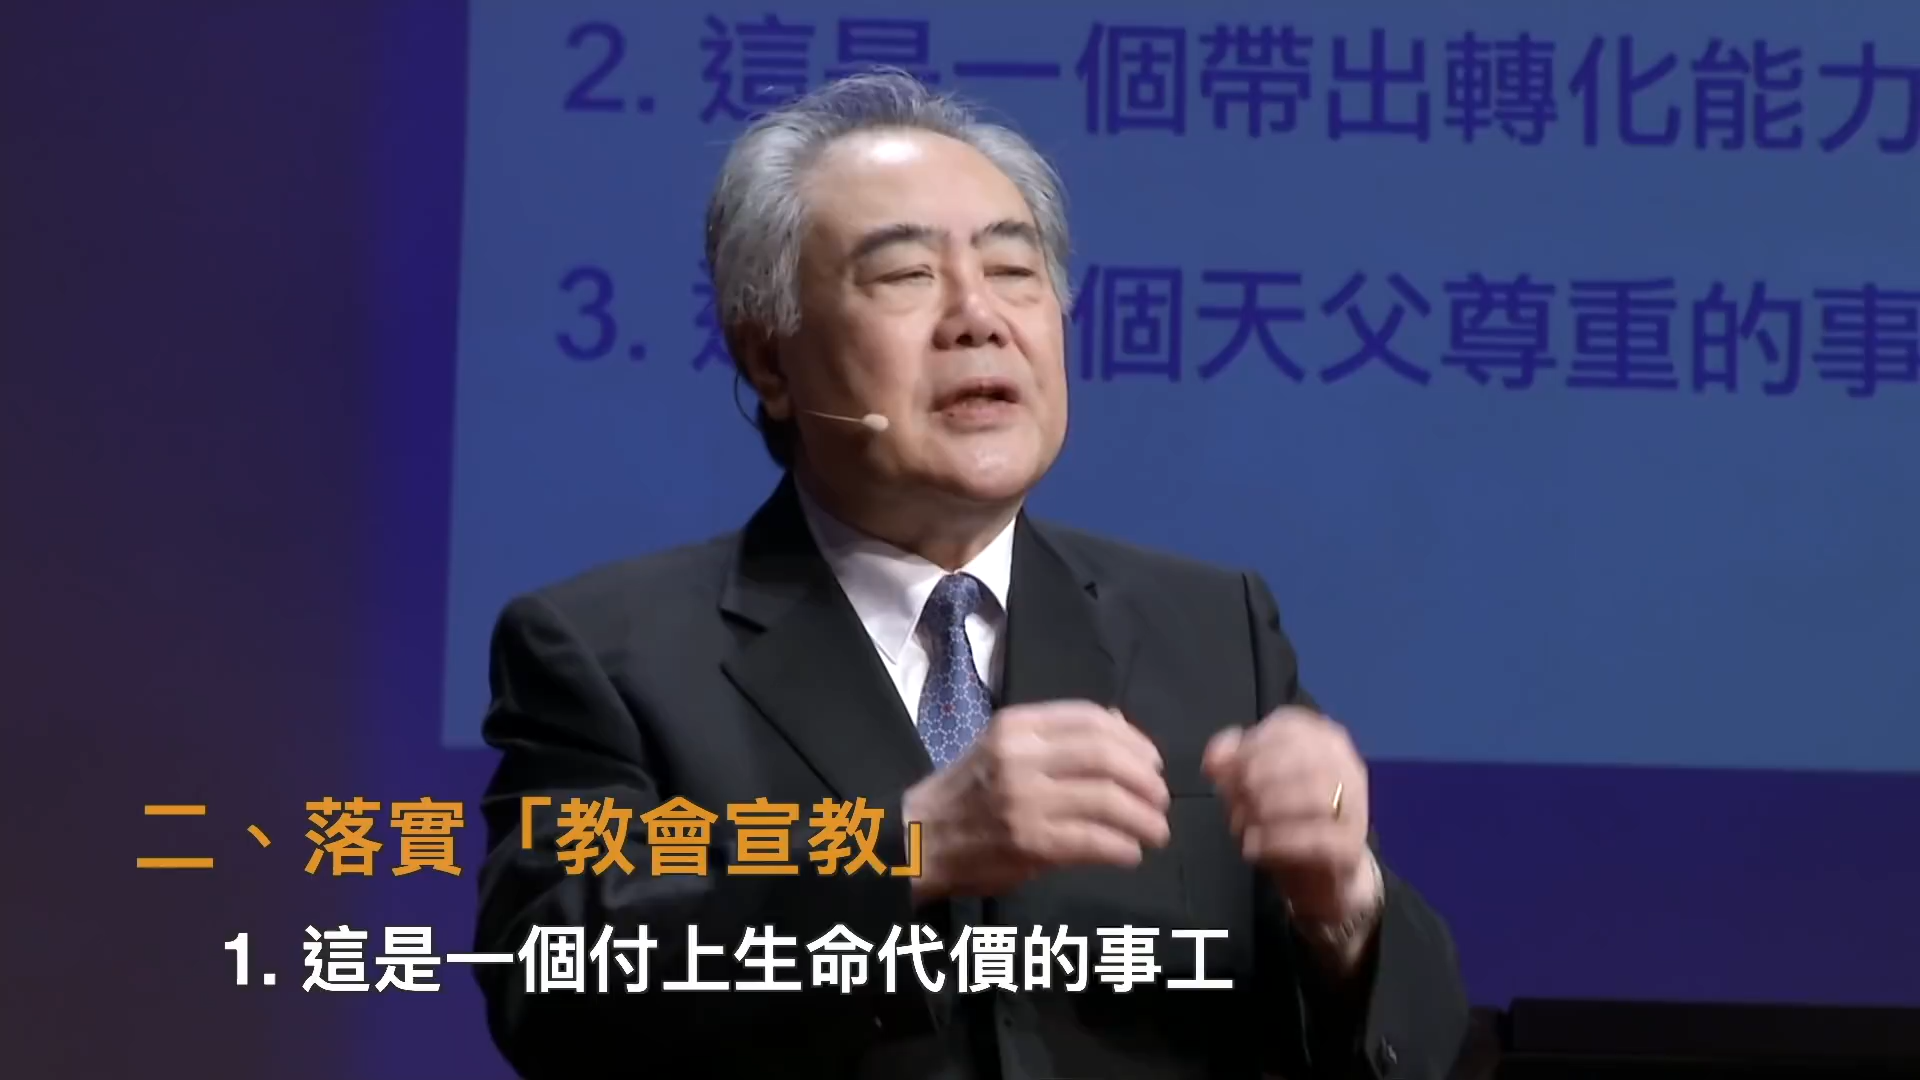 2. 這是一個帶出轉化能力
3. 這 個天父尊重的事
二、落實「教會宣教」
1. 這是一個付上生命代價的事工